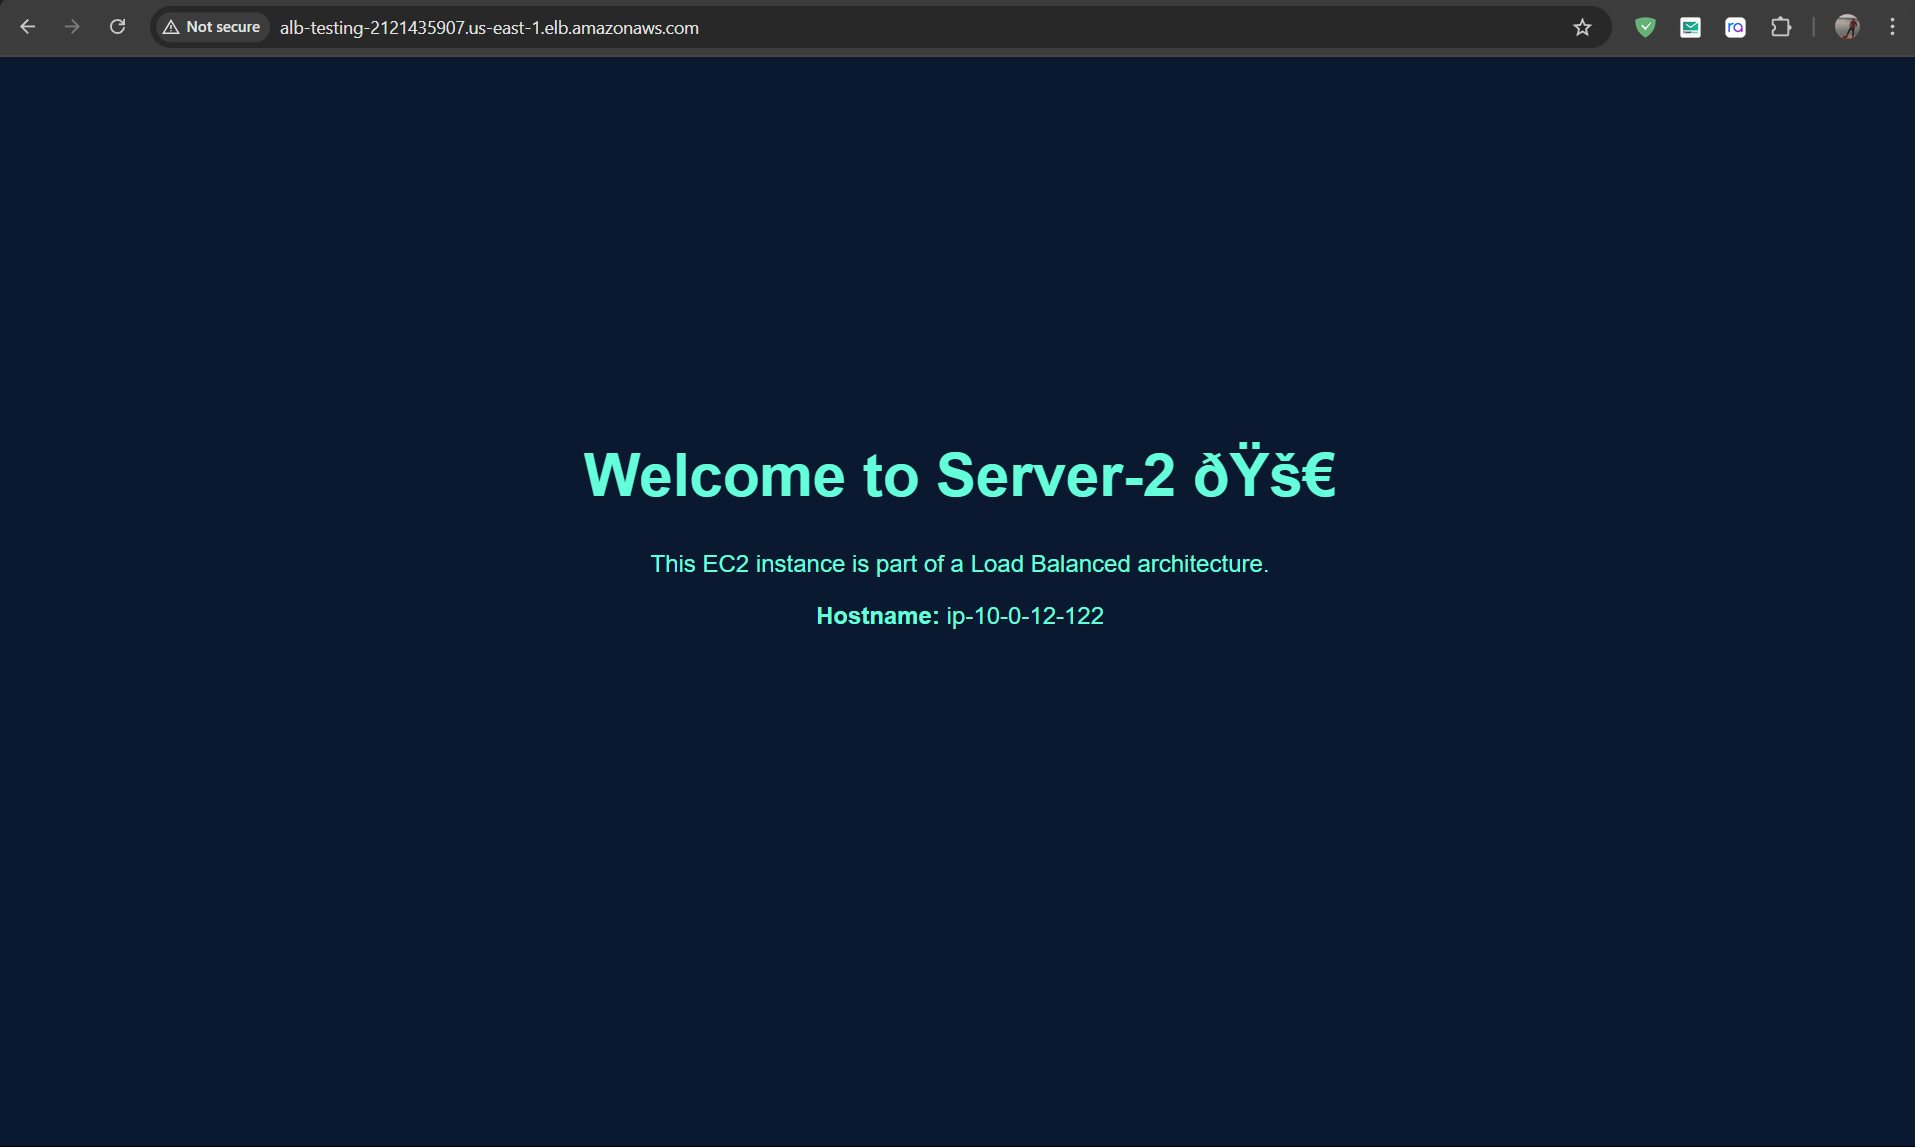 Not secure
alb-testing-2121435907.us-east-1.elb.amazonaws.com
ra
Welcome to Server-2 🚀
This EC2 instance is part of a Load Balanced architecture.
Hostname: ip-10-0-12-122